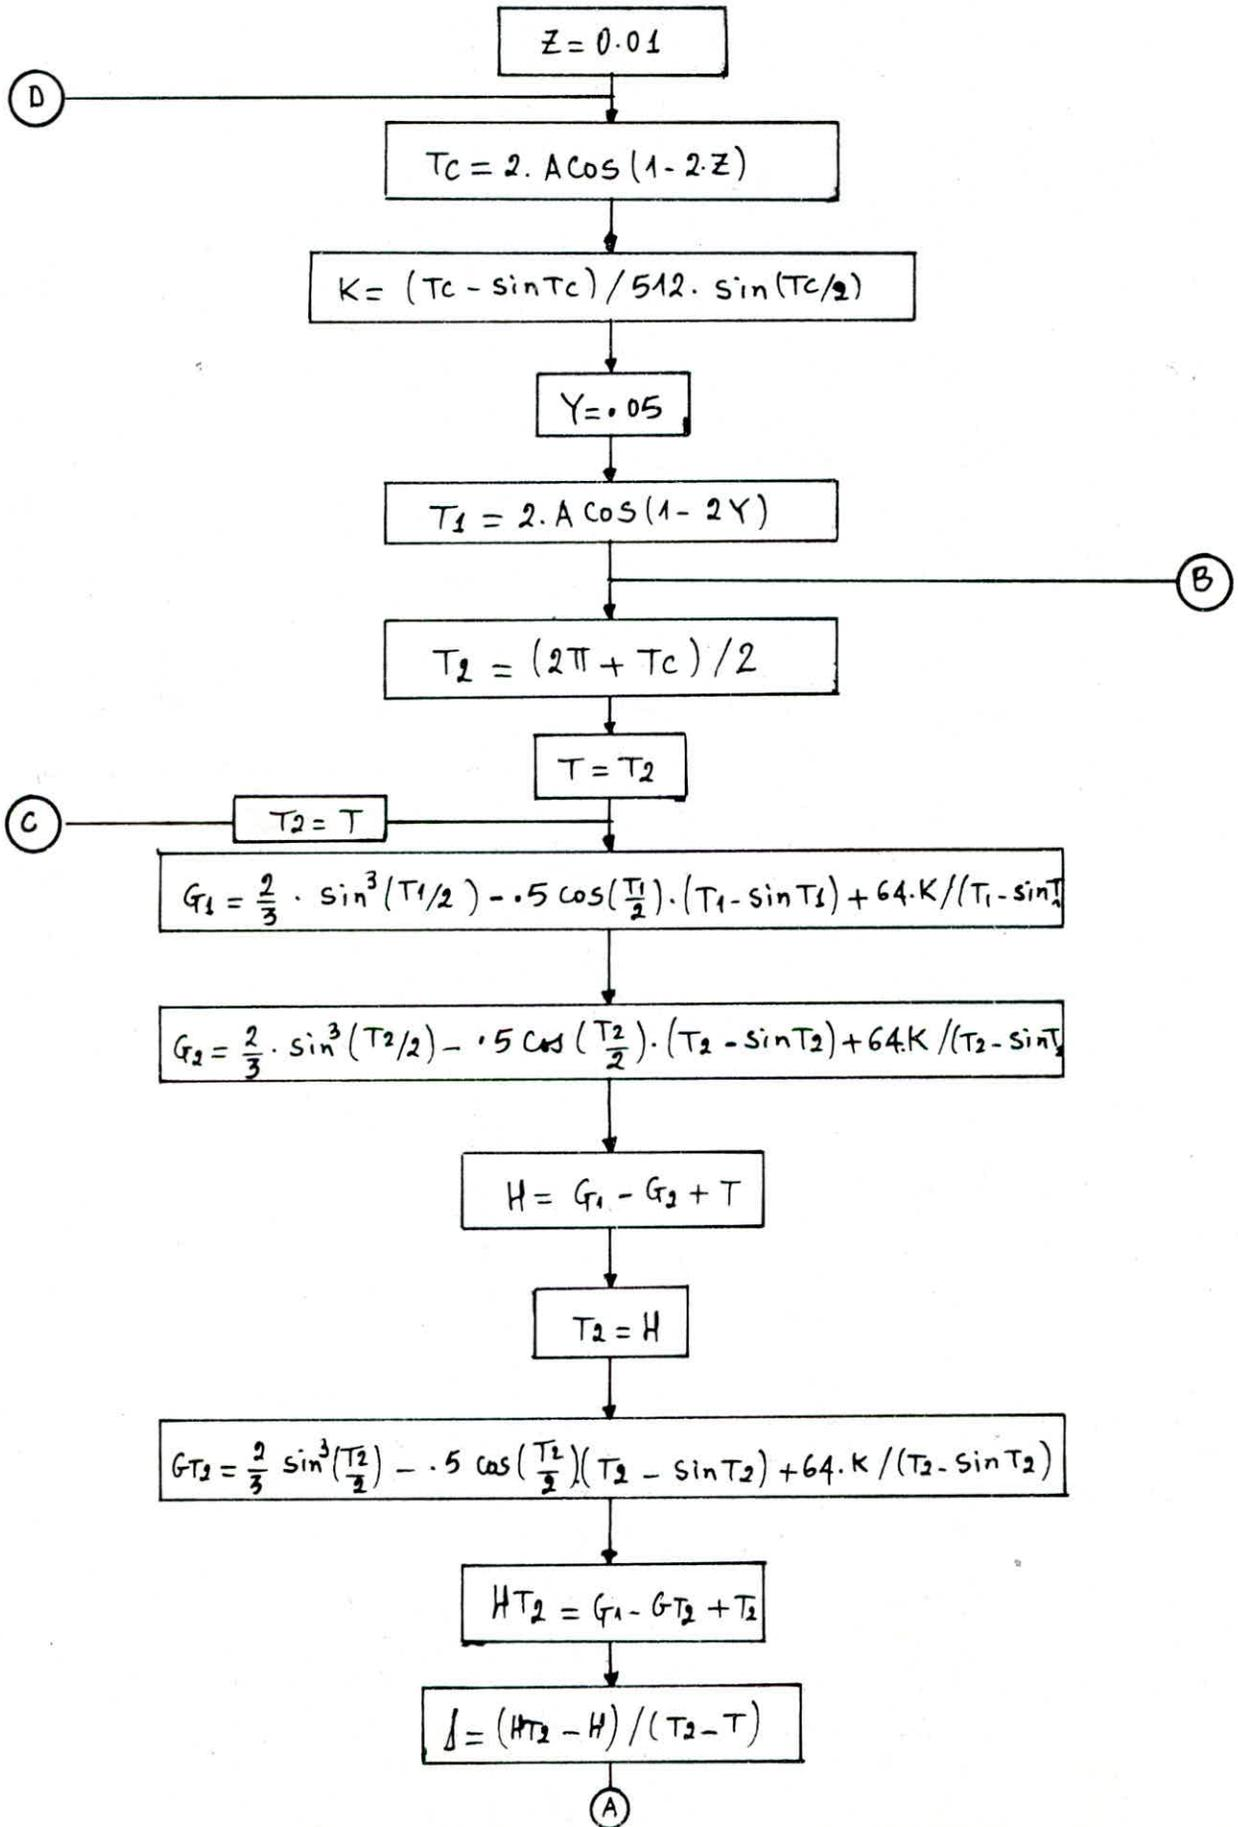 Z = 0.01
D
TC = 2. ACos (1 - 2.Z)
K = (TC - sinTC) / 512. sin(TC/2)
Y = .05
T1 = 2. ACos (1 - 2Y)
B
T2 = (2π + TC) / 2
T = T2
C
T2 = T
G1 = 2/3 . sin³(T1/2) - .5 cos(T1/2).(T1 - sinT1) + 64.K/(T1 - sinT1
G2 = 2/3 . sin³(T2/2) - .5 Cos (T2/2).(T2 - sinT2) + 64.K/(T2 - sinT2
H = G1 - G2 + T
T2 = H
GT2 = 2/3 sin³(T2/2) - .5 cos(T2/2).(T2 - sinT2) + 64.K/(T2 - sinT2)
HT2 = G1 - GT2 + T2
= (HT2 - H) / (T2 - T)
A